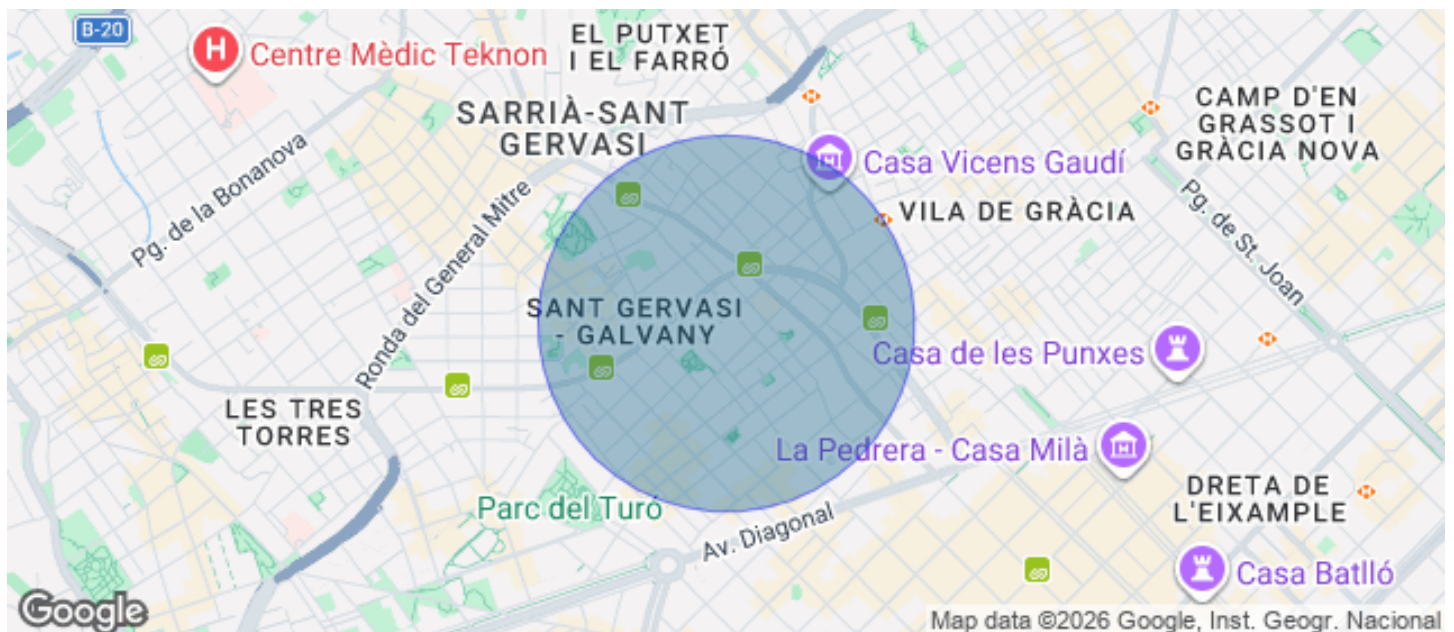 B-20
Centre Mèdic Teknon
EL PUTXET
I EL FARRÓ
SARRIÀ-SANT
GERVASI
CAMP D'EN
GRASSOT I
GRÀCIA NOVA
Casa Vicens Gaudí
Pg. de la Bonanova
VILA DE GRÀCIA
Ronda del General Mitre
Pg. de St. Joan
SANT GERVASI
- GALVANY
Casa de les Punxes
LES TRES
TORRES
La Pedrera - Casa Milà
Parc del Turó
Av. Diagonal
DRETA DE
L'EIXAMPLE
Casa Batlló
Google
Map data ©2026 Google, Inst. Geogr. Nacional